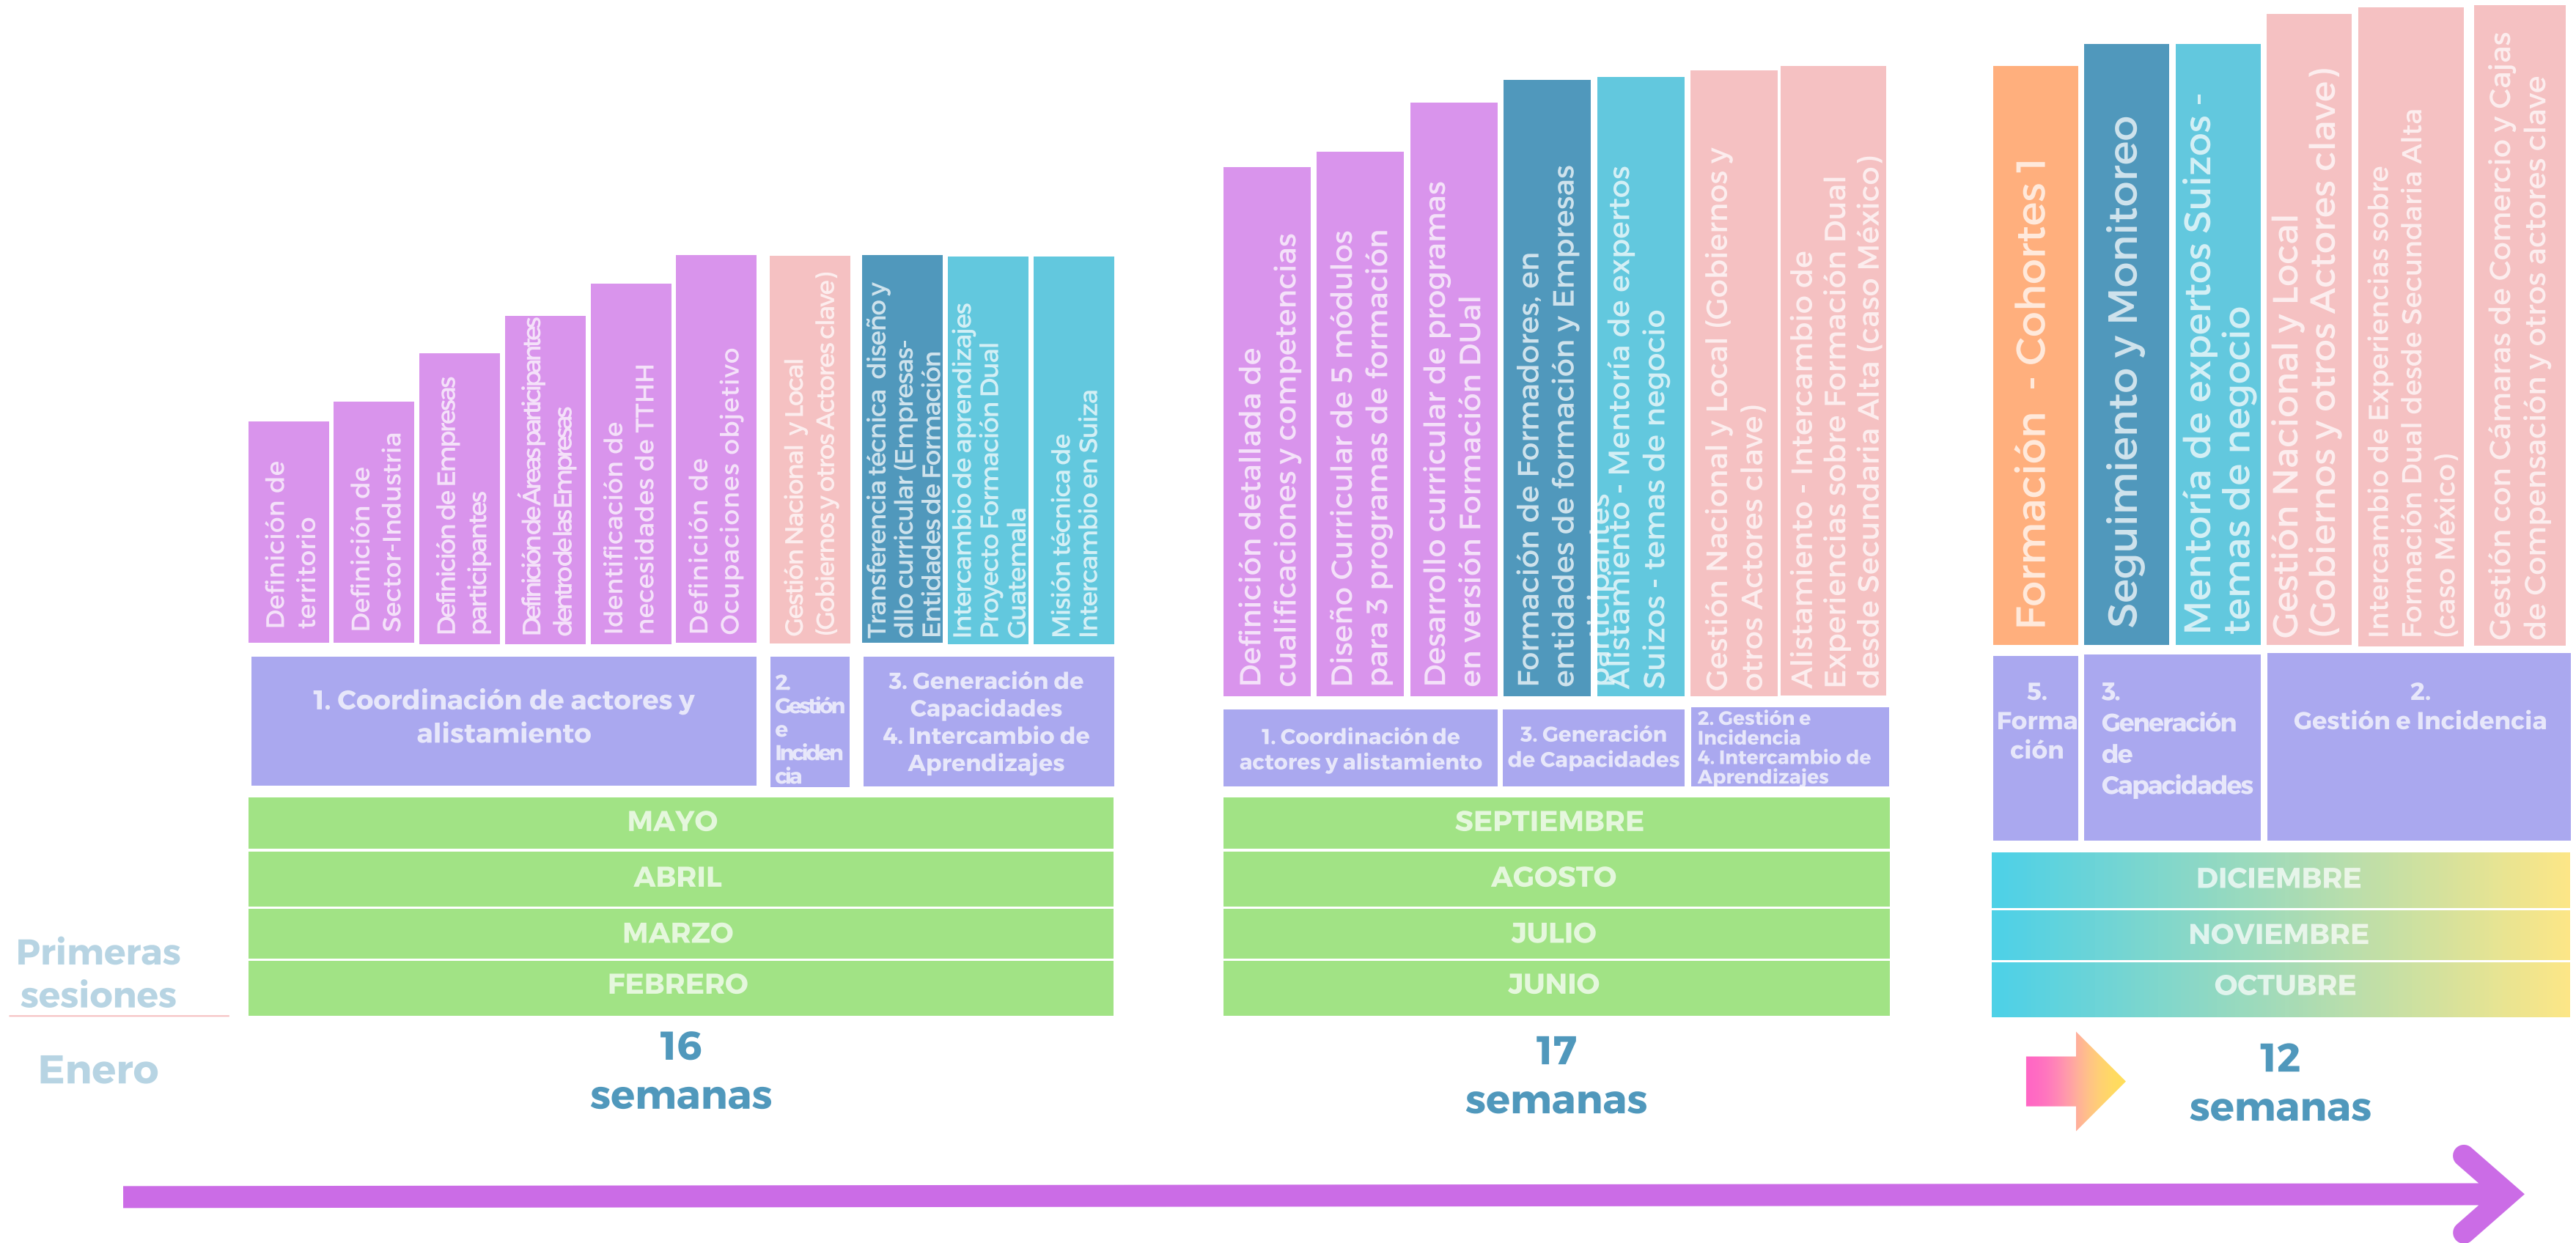 Definición de
territorio
Definición de
Sector-Industria
Definición de Empresas
participantes
Definición de Áreas participantes
dentro de las Empresas
Identificación de
necesidades de TTHH
Definición de
Ocupaciones objetivo
Gestión Nacional y Local
(Gobiernos y otros Actores clave)
Transferencia técnica diseño y
dllo curricular (Empresas-
Entidades de Formación
Intercambio de aprendizajes
Proyecto Formación Dual
Guatemala
Misión técnica de
Intercambio en Suiza
1. Coordinación de actores y
alistamiento
2.
Gestión
e
Inciden
cia
3. Generación de
Capacidades
4. Intercambio de
Aprendizajes
MAYO
ABRIL
MARZO
FEBRERO
16
semanas
Primeras
sesiones
Enero
Definición detallada de
cualificaciones y competencias
Diseño Curricular de 5 módulos
para 3 programas de formación
Desarrollo curricular de programas
en versión Formación DUal
Formación de Formadores, en
entidades de formación y Empresas
participantes
Alistamiento - Mentoría de expertos
Suizos - temas de negocio
Gestión Nacional y Local (Gobiernos y
otros Actores clave)
Alistamiento - Intercambio de
Experiencias sobre Formación Dual
desde Secundaria Alta (caso México)
1. Coordinación de
actores y alistamiento
3. Generación
de Capacidades
2. Gestión e
Incidencia
4. Intercambio de
Aprendizajes
SEPTIEMBRE
AGOSTO
JULIO
JUNIO
17
semanas
Formación - Cohortes 1
Seguimiento y Monitoreo
Mentoría de expertos Suizos -
temas de negocio
Gestión Nacional y Local
(Gobiernos y otros Actores clave)
Intercambio de Experiencias sobre
Formación Dual desde Secundaria Alta
(caso México)
Gestión con Cámaras de Comercio y Cajas
de Compensación y otros actores clave
5.
Forma
ción
3.
Generación
de
Capacidades
2.
Gestión e Incidencia
DICIEMBRE
NOVIEMBRE
OCTUBRE
12
semanas